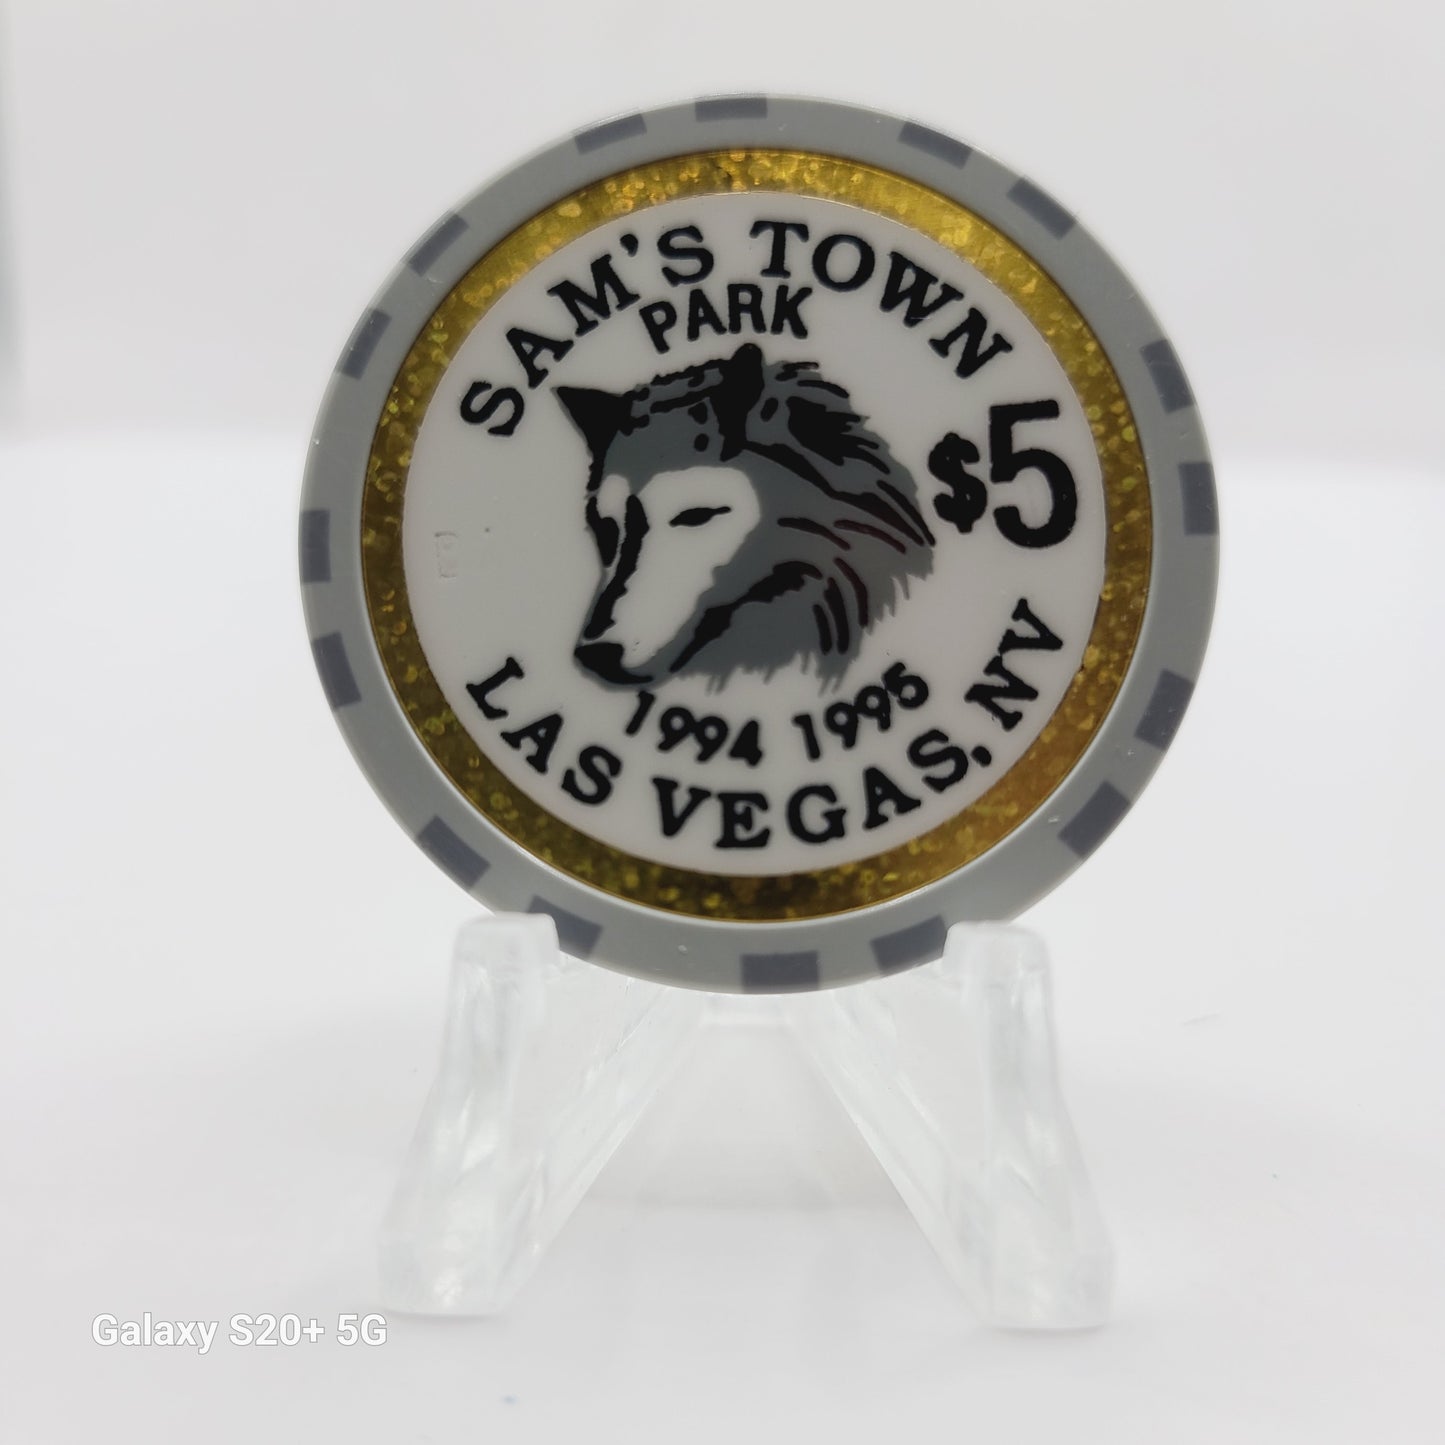 SAM'S TOWN
PARK
$5
1994 1995
LAS VEGAS, NV
Galaxy S20+ 5G